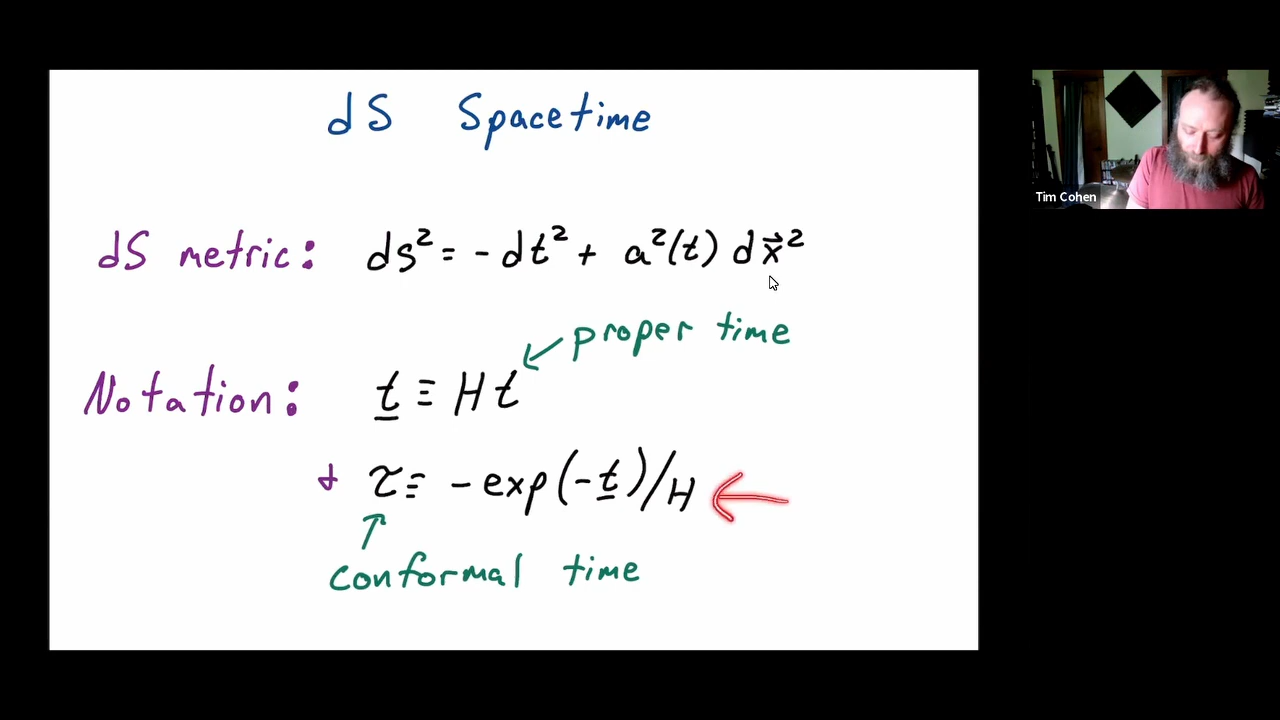 dS Spacetime
dS metric: ds² = - dt² + a²(t) dx⃗²
proper time
Notation: t̲ ≡ Ht
+ τ ≡ - exp(-t̲)/H
conformal time
Tim Cohen